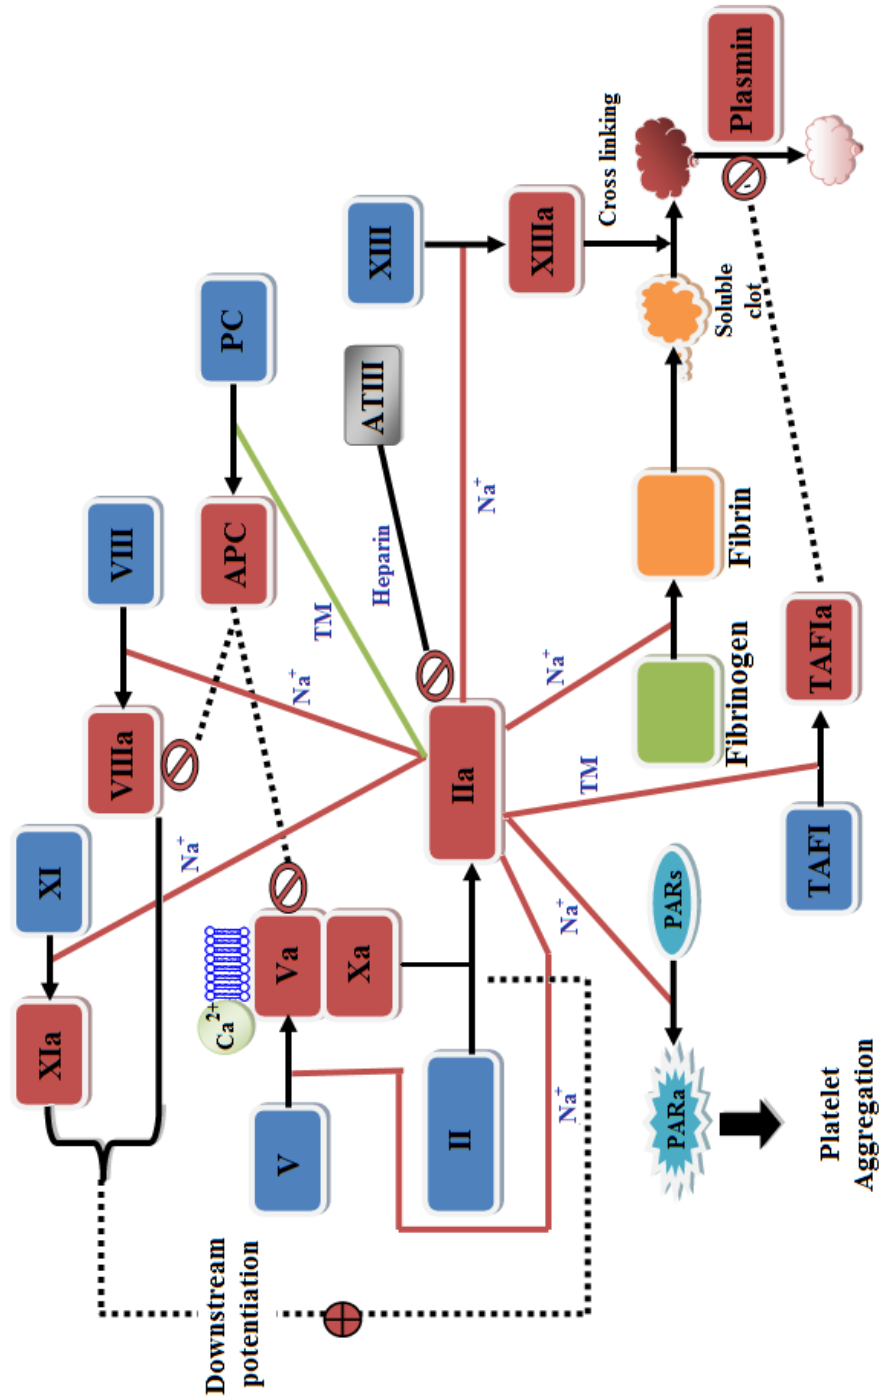 XIa
XI
VIIIa
VIII
APC
PC
Na+
Na+
TM
Ca2+
Va
Xa
V
II
IIa
Heparin
ATIII
XIII
XIIIa
Na+
Cross linking
Downstream
potentiation
Na+
Na+
Na+
TM
Fibrinogen
Fibrin
Soluble
clot
Plasmin
PARa
PARs
TAFI
TAFIa
Platelet
Aggregation